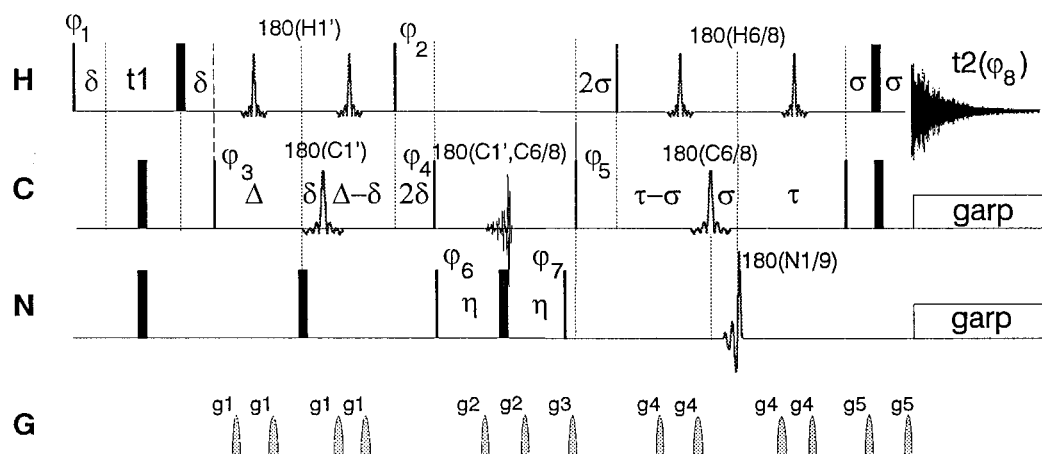 φ1 180(H1') φ2 180(H6/8) t2(φ8)
H δ t1 δ 2σ σ σ
φ3 180(C1') φ4 180(C1',C6/8) φ5 180(C6/8)
C Δ δ Δ–δ 2δ τ–σ σ τ garp
φ6 φ7 180(N1/9)
N η η garp
g1 g1 g1 g1 g2 g2 g3 g4 g4 g4 g4 g5 g5
G